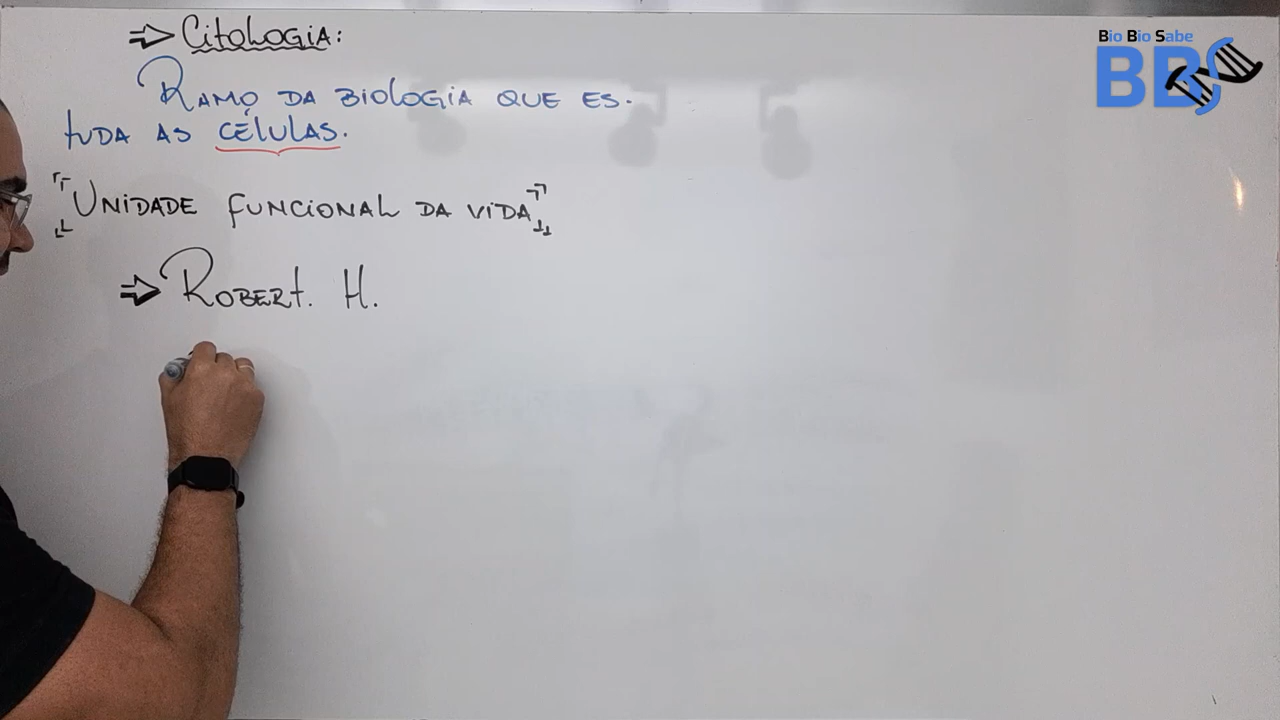 ⇒ Citologia:
Ramo da Biologia que es-
tuda as células.
Unidade funcional da vida
⇒ Robert. H.
Bio Bio Sabe
BBS